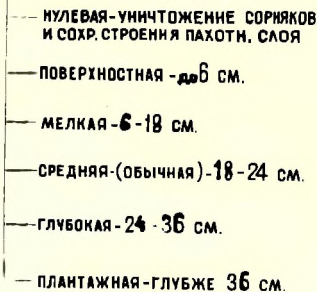 НУЛЕВАЯ-УНИЧТОЖЕНИЕ СОРНЯКОВ
И СОХР. СТРОЕНИЯ ПАХОТН. СЛОЯ
ПОВЕРХНОСТНАЯ - до 6 СМ.
МЕЛКАЯ - 6 - 18 СМ.
СРЕДНЯЯ-(ОБЫЧНАЯ)-18-24 СМ.
ГЛУБОКАЯ - 24 - 36 СМ.
ПЛАНТАЖНАЯ-ГЛУБЖЕ 36 СМ.